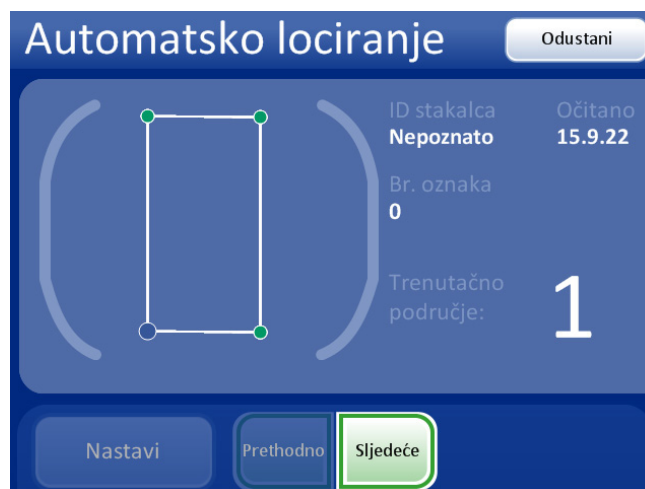 Automatsko lociranje
Odustani
ID stakalca
Nepoznato
Očitano
15.9.22
Br. oznaka
0
Trenutačno
područje:
1
Nastavi
Prethodno
Sljedeće